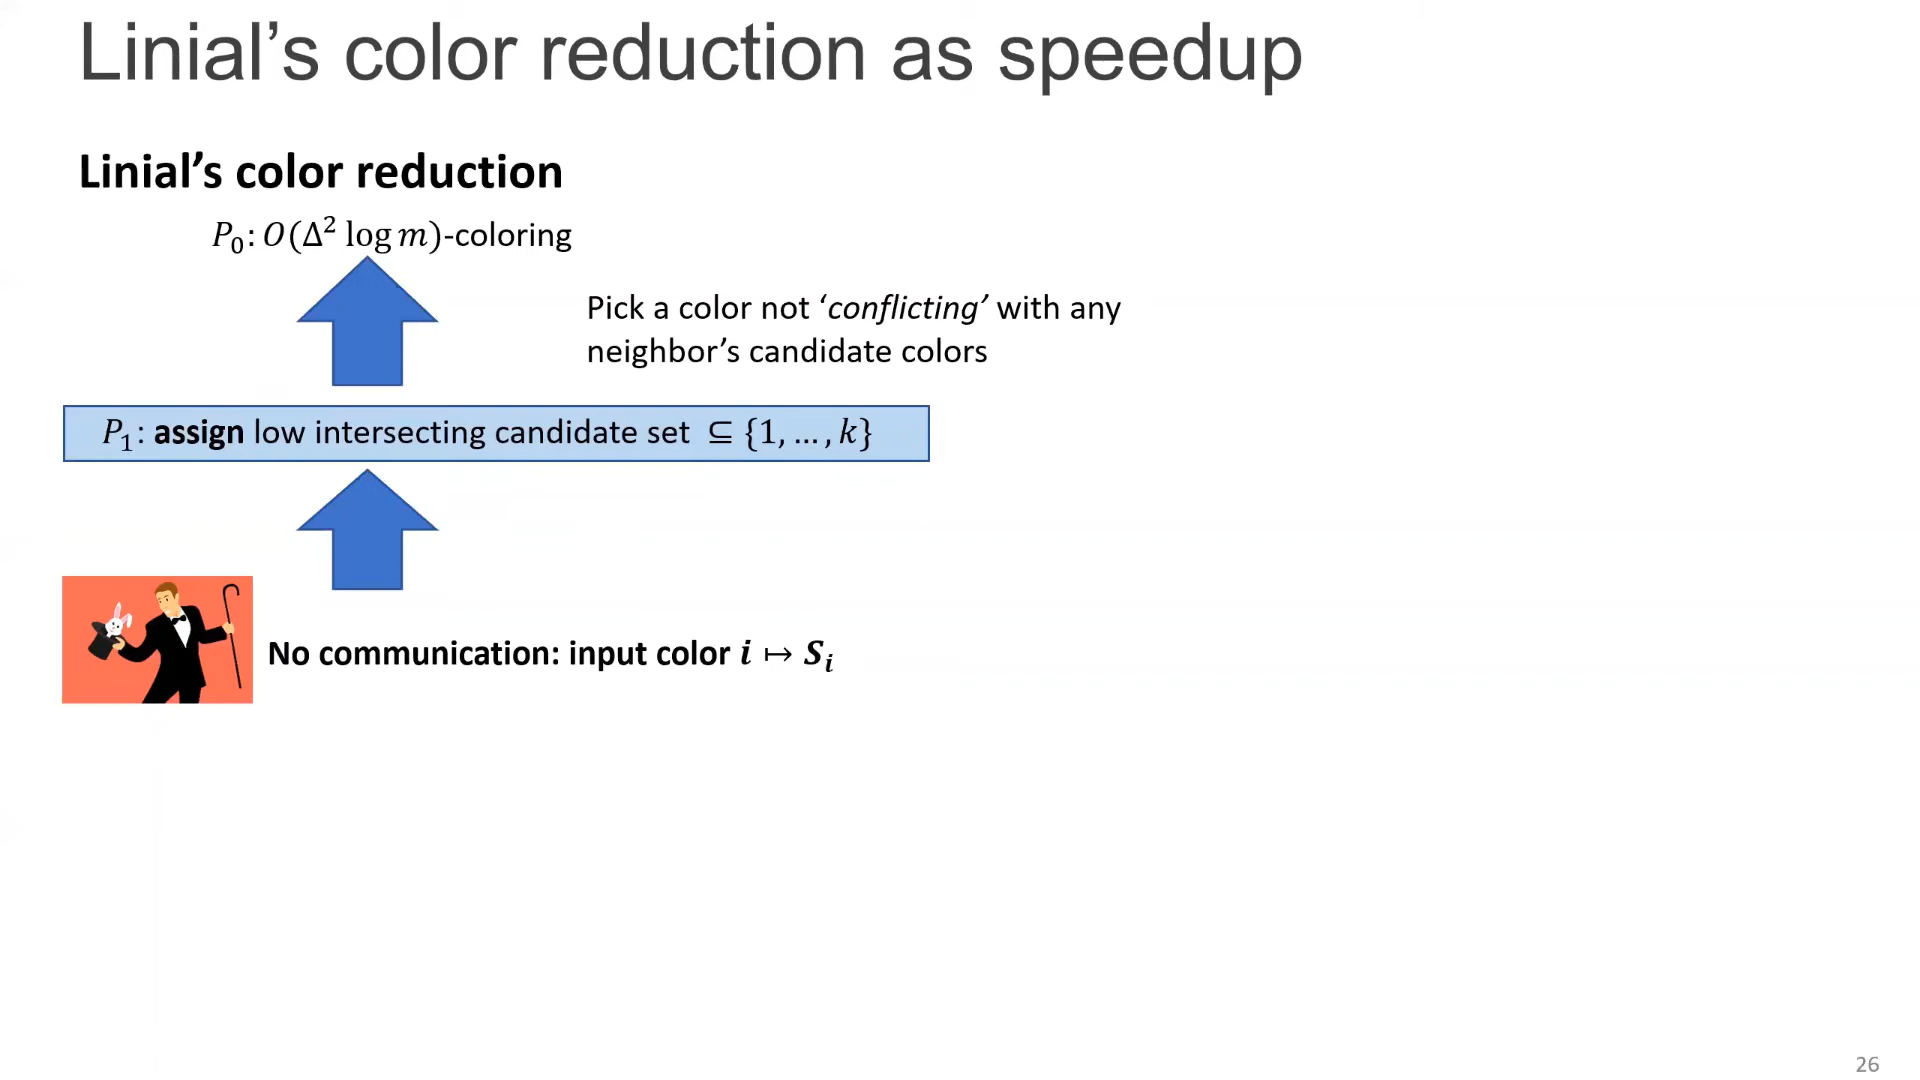 Linial’s color reduction as speedup
Linial’s color reduction
P₀: O(Δ² log m)-coloring
Pick a color not ‘conflicting’ with any
neighbor’s candidate colors
P₁: assign low intersecting candidate set ⊆ {1, … , k}
No communication: input color i ↦ Sᵢ
26